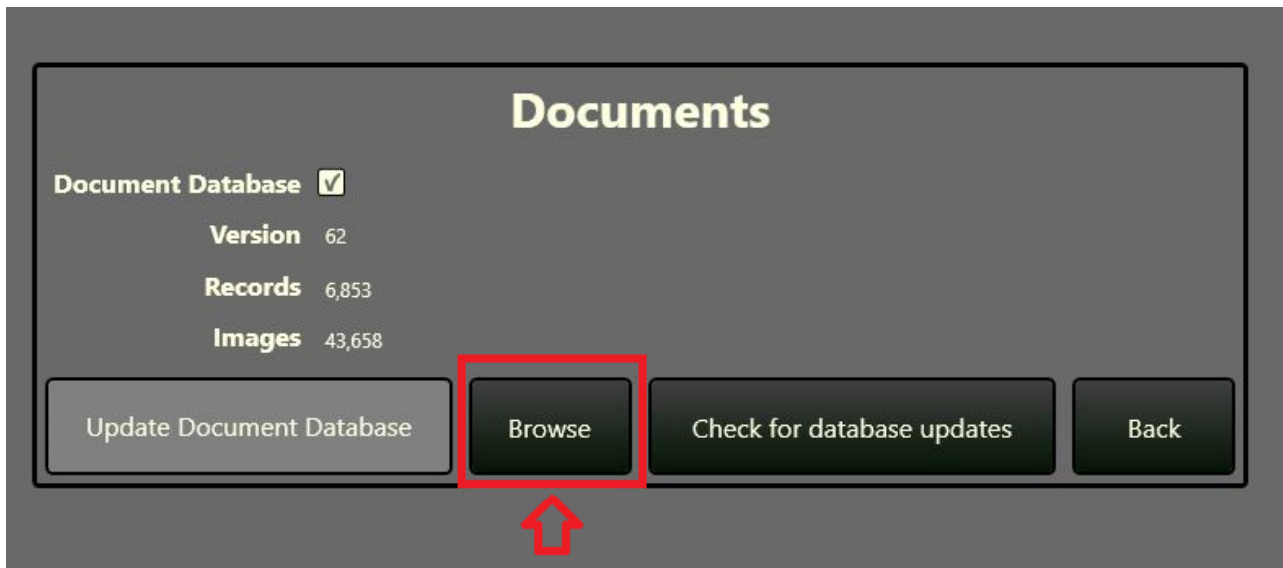 Documents
Document Database
Version 62
Records 6,853
Images 43,658
Update Document Database Browse Check for database updates Back